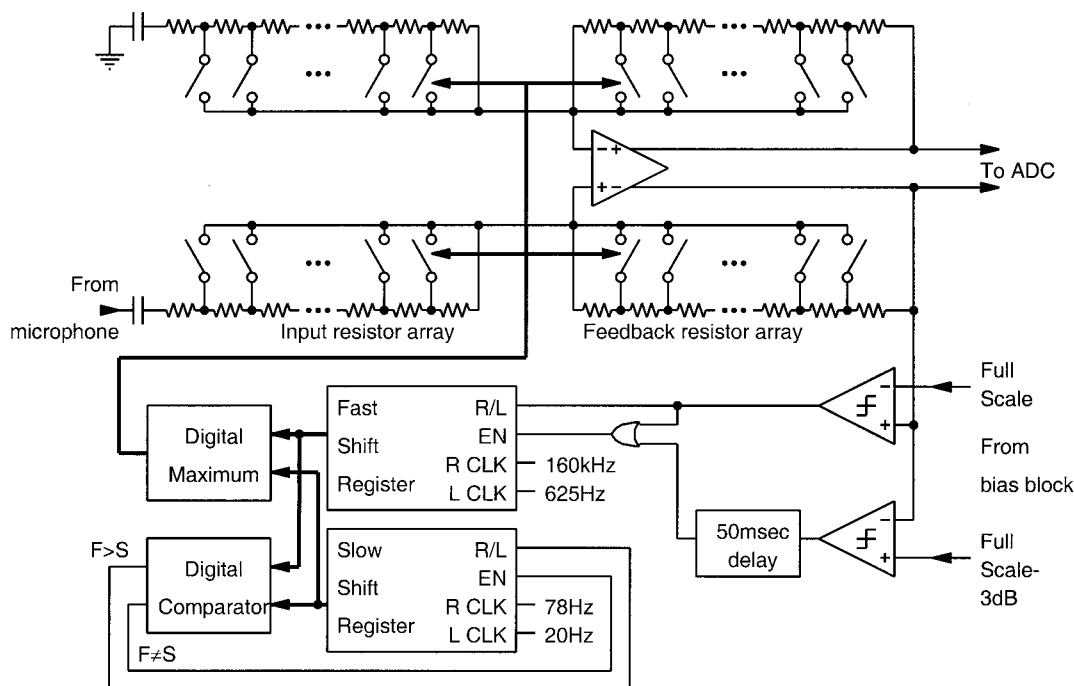 − +
+ −
To ADC
From
microphone
Input resistor array
Feedback resistor array
Digital
Maximum
Fast
Shift
Register
R/L
EN
R CLK
160kHz
L CLK
625Hz
−
+
Full
Scale
From
bias block
50msec
delay
−
+
Full
Scale-
3dB
F>S
Digital
Comparator
F≠S
Slow
Shift
Register
R/L
EN
R CLK
78Hz
L CLK
20Hz